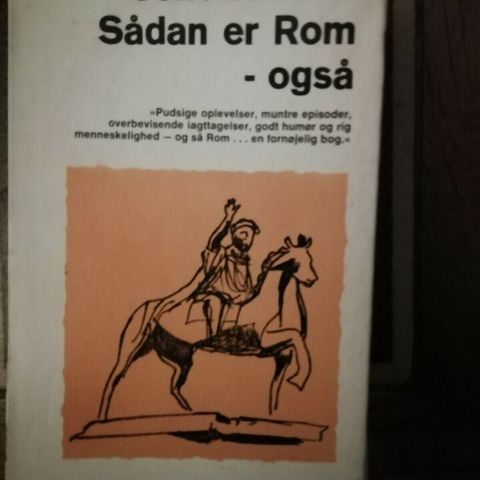 Sådan er Rom
- også
»Pudsige oplevelser, muntre episoder,
overbevisende iagttagelser, godt humør og rig
menneskelighed – og så Rom . . . en fornøjelig bog.«